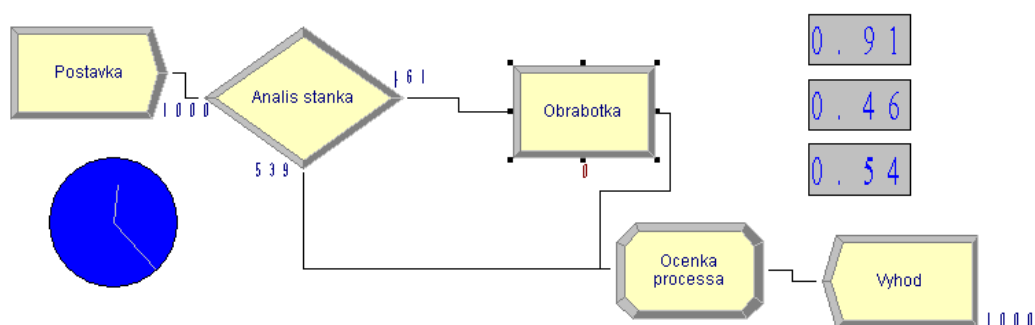 Postavka
1000
Analis stanka
461
539
Obrabotka
0
0.91
0.46
0.54
Ocenka
processa
Vyhod
1000